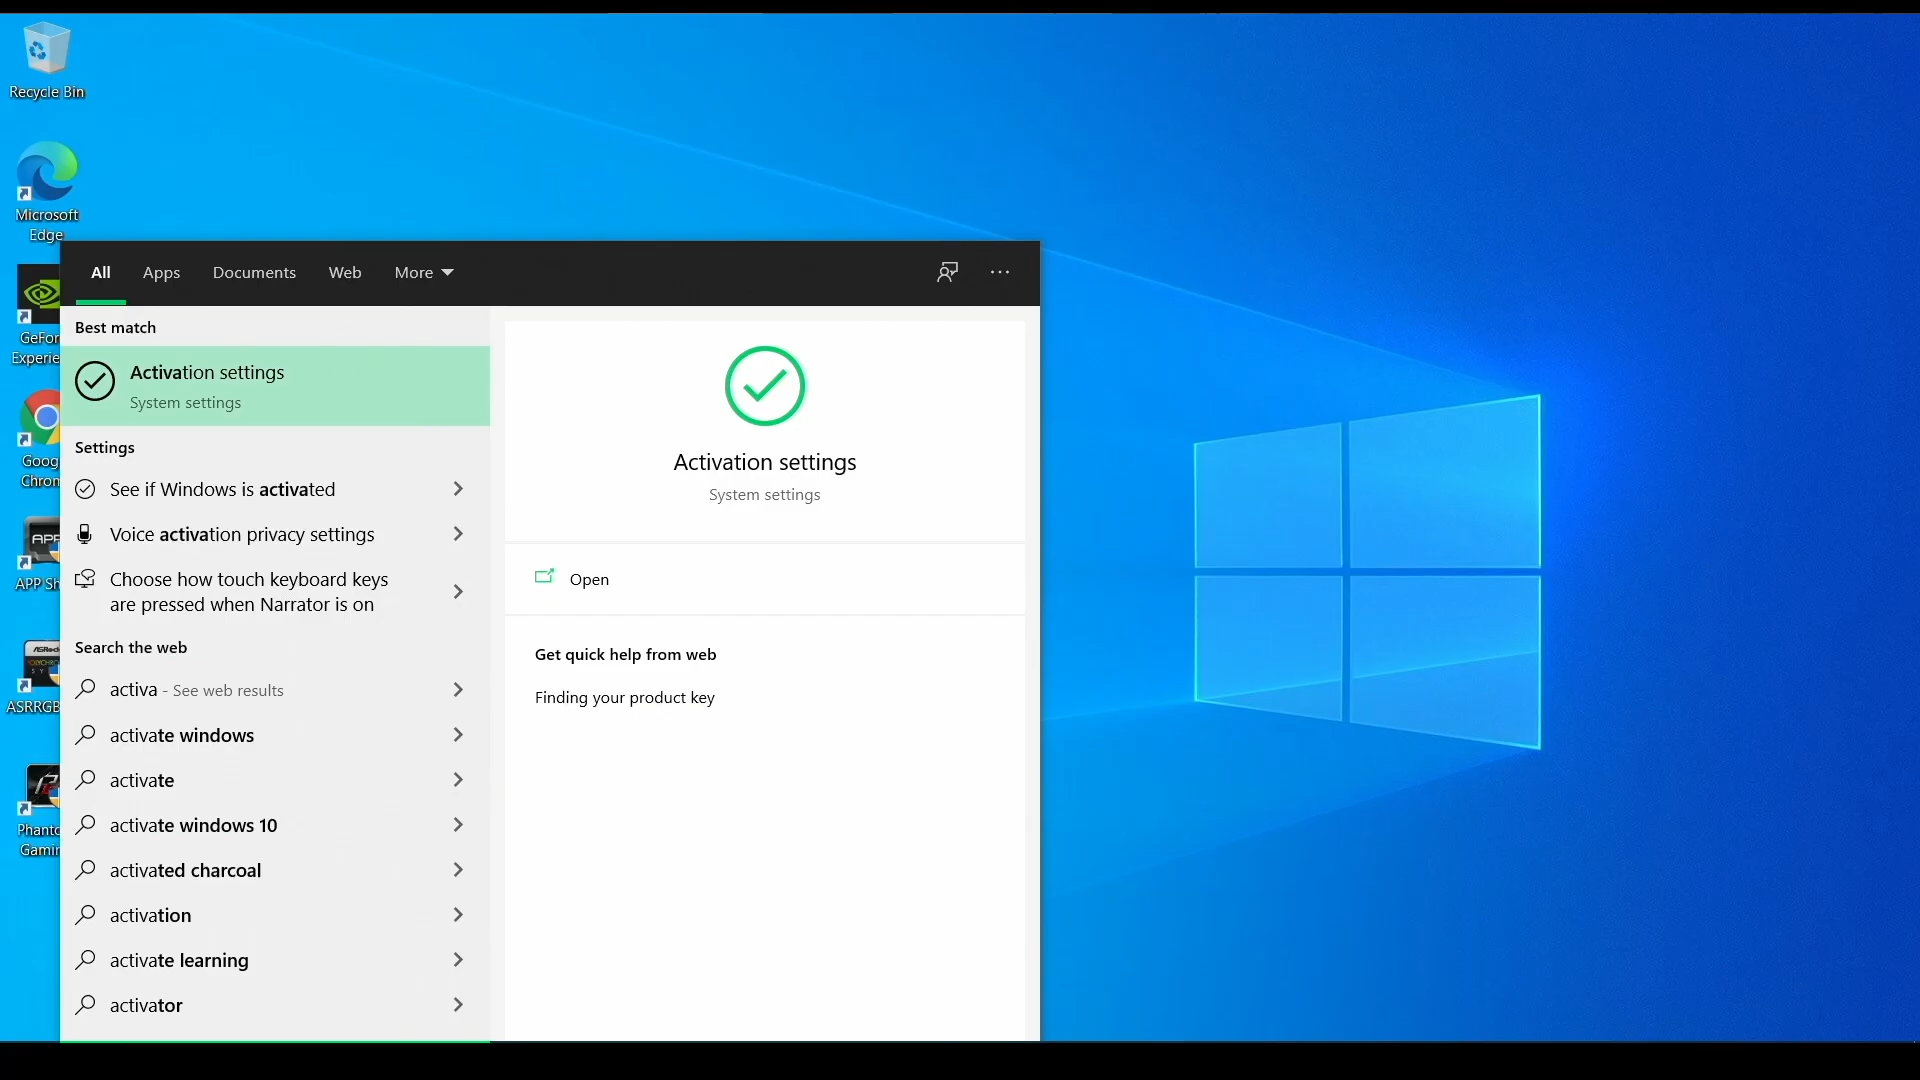 Recycle Bin
Microsoft
Edge
GeFor
Experie
Goog
Chrom
APP Sh
ASRRGB
Phanto
Gamin
All
Apps
Documents
Web
More
Best match
Activation settings
System settings
Settings
See if Windows is activated
Voice activation privacy settings
Choose how touch keyboard keys
are pressed when Narrator is on
Search the web
activa - See web results
activate windows
activate
activate windows 10
activated charcoal
activation
activate learning
activator
Activation settings
System settings
Open
Get quick help from web
Finding your product key